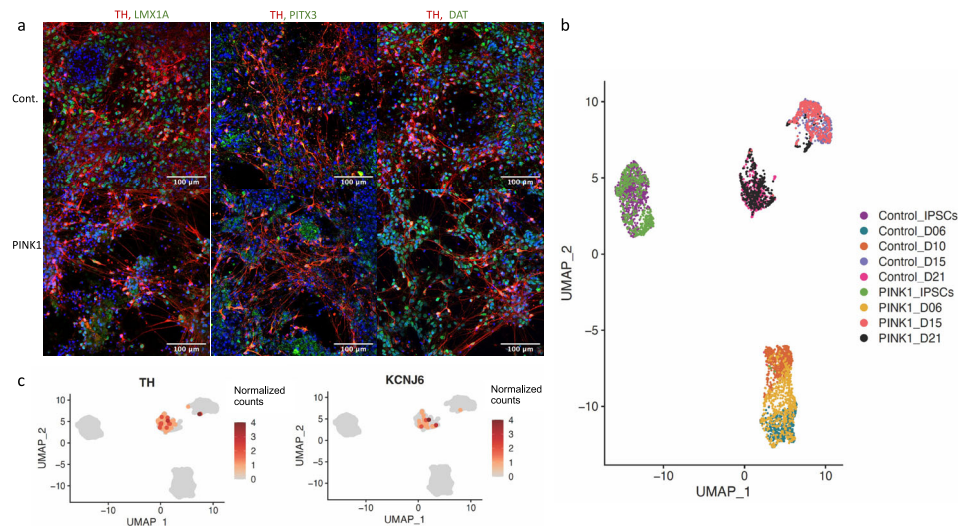 a
TH, LMX1A
TH, PITX3
TH, DAT
Cont.
100 µm
100 µm
100 µm
PINK1
100 µm
100 µm
100 µm
b
UMAP_2
10
5
0
−5
−10
−10
0
10
UMAP_1
Control_IPSCs
Control_D06
Control_D10
Control_D15
Control_D21
PINK1_IPSCs
PINK1_D06
PINK1_D15
PINK1_D21
c
TH
UMAP_2
10
5
0
−5
−10
−10
0
10
UMAP_1
Normalized
counts
4
3
2
1
0
KCNJ6
UMAP_2
10
5
0
−5
−10
−10
0
10
UMAP_1
Normalized
counts
4
3
2
1
0